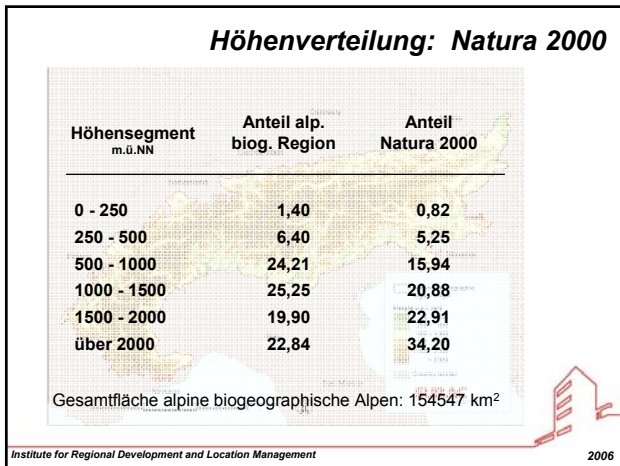 Höhenverteilung: Natura 2000
Höhensegment Anteil alp. Anteil
m.ü.NN biog. Region Natura 2000
0 - 250 1,40 0,82
250 - 500 6,40 5,25
500 - 1000 24,21 15,94
1000 - 1500 25,25 20,88
1500 - 2000 19,90 22,91
über 2000 22,84 34,20
Gesamtfläche alpine biogeographische Alpen: 154547 km²
Institute for Regional Development and Location Management 2006